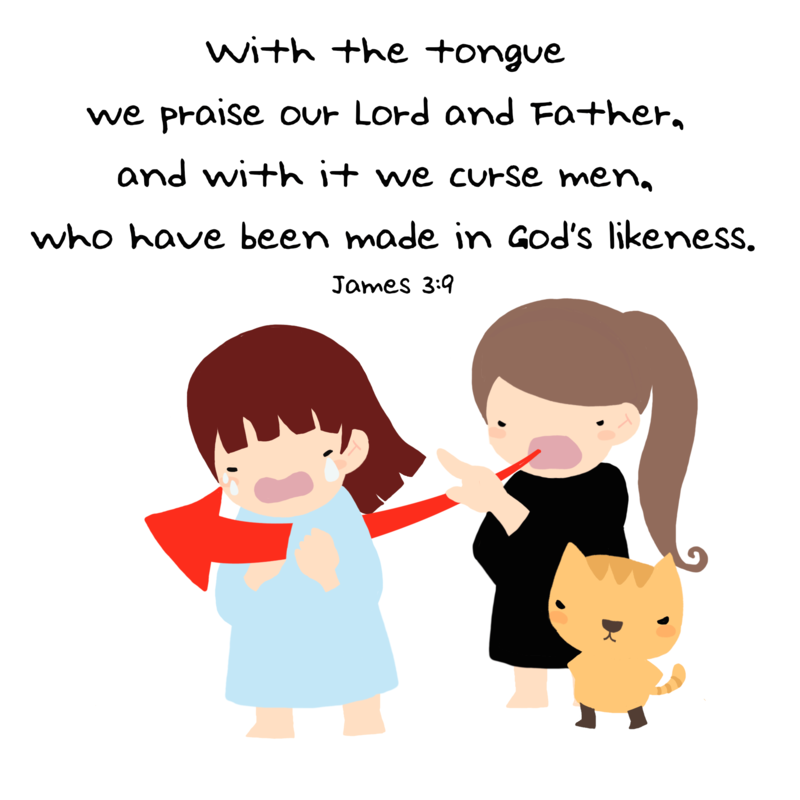 With the tongue
we praise our Lord and Father,
and with it we curse men,
who have been made in God's likeness.
James 3:9